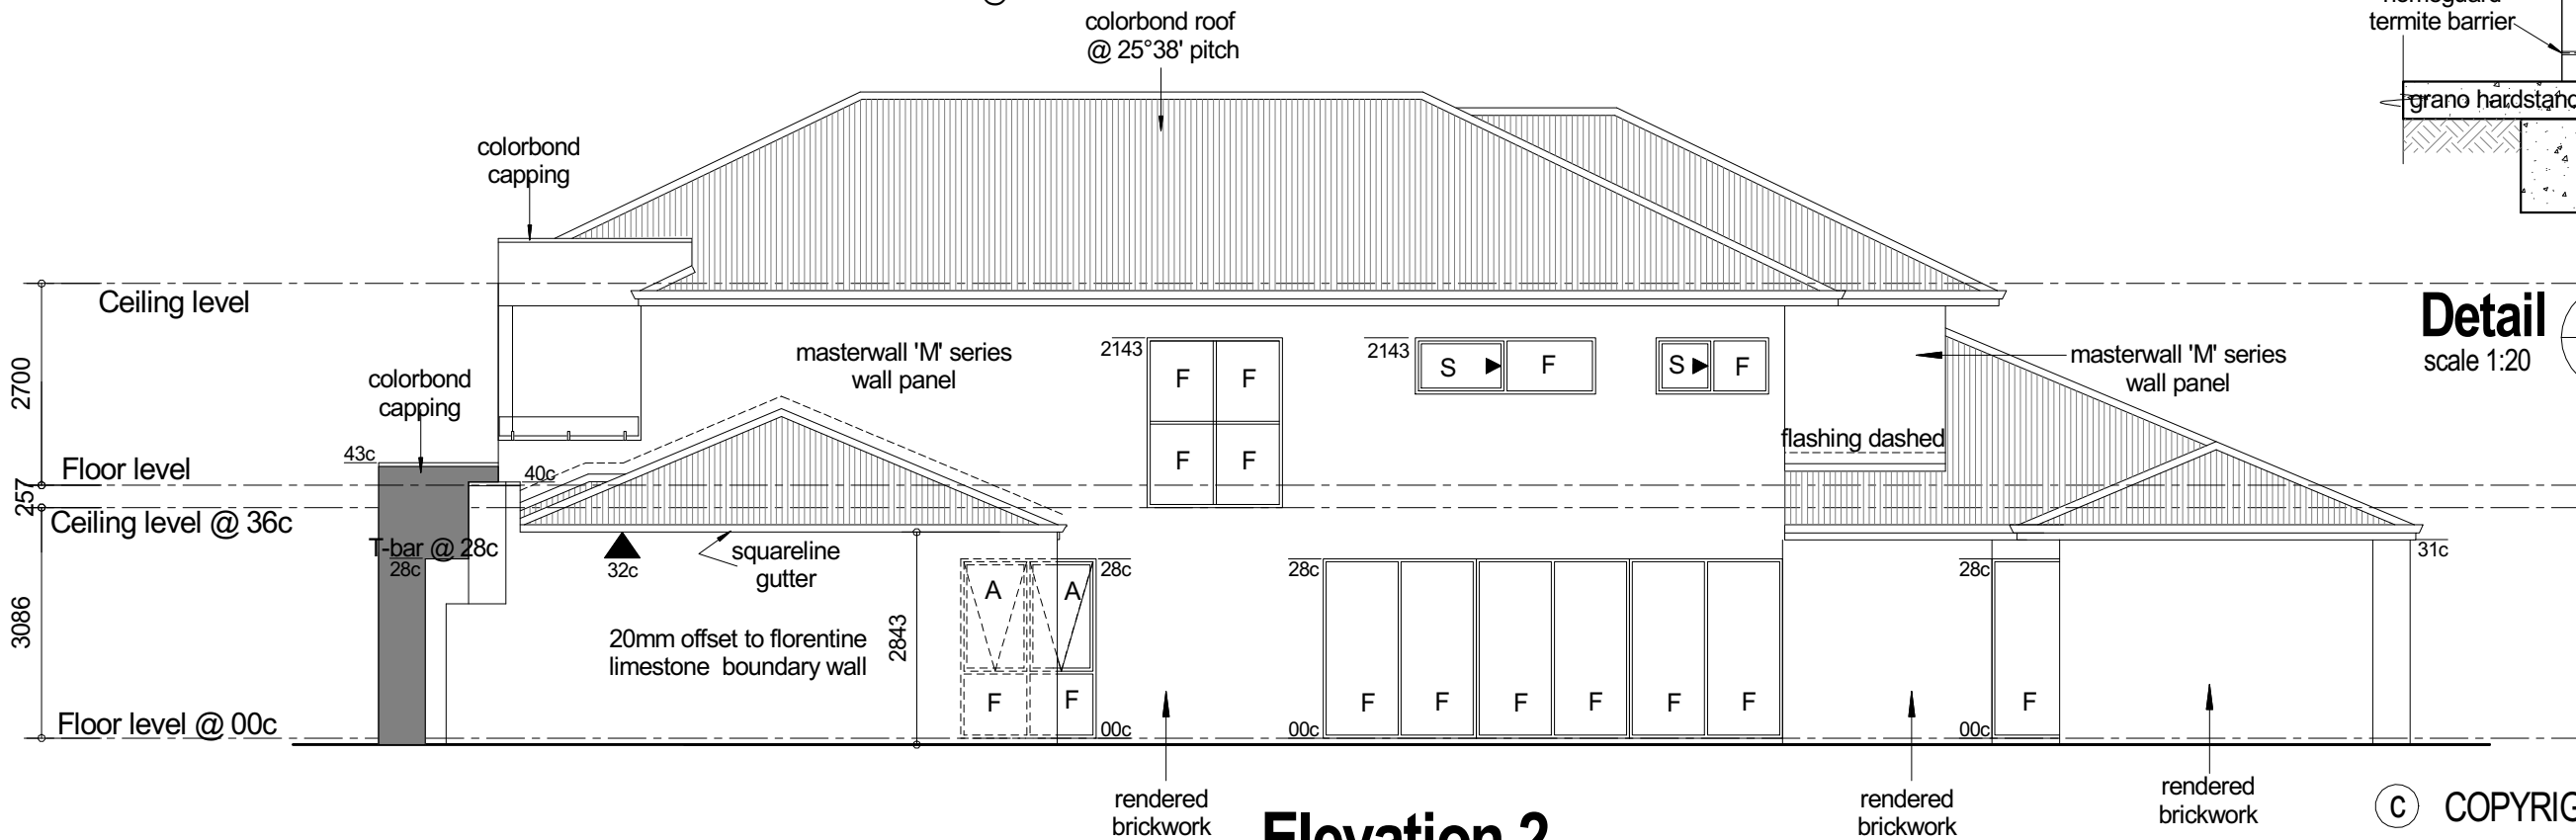 colorbond roof
@ 25°38' pitch
termite barrier
grano hardstand
colorbond
capping
Ceiling level
Detail
scale 1:20
masterwall 'M' series
wall panel
2143
F F
F F
2143
S F
S F
masterwall 'M' series
wall panel
2700
colorbond
capping
flashing dashed
43c
Floor level
40c
257
Ceiling level @ 36c
T-bar @ 28c
28c
32c
squareline
gutter
31c
28c
28c
28c
A A
3086
20mm offset to florentine
limestone boundary wall
2843
F F
F F F F F F
F
Floor level @ 00c
00c
00c
00c
rendered
brickwork
rendered
brickwork
rendered
brickwork
Elevation 2
C COPYRIG